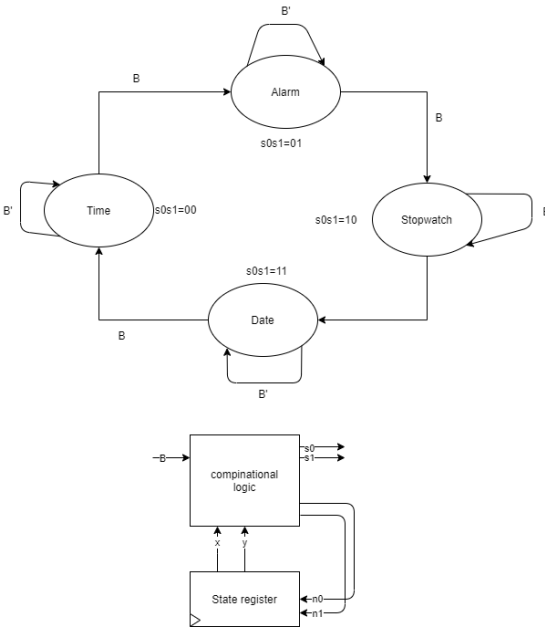 B'
B
Alarm
B
s0s1=01
B'
Time
s0s1=00
s0s1=10
Stopwatch
s0s1=11
Date
B
B'
B
compinational
logic
s0
s1
x
y
State register
n0
n1